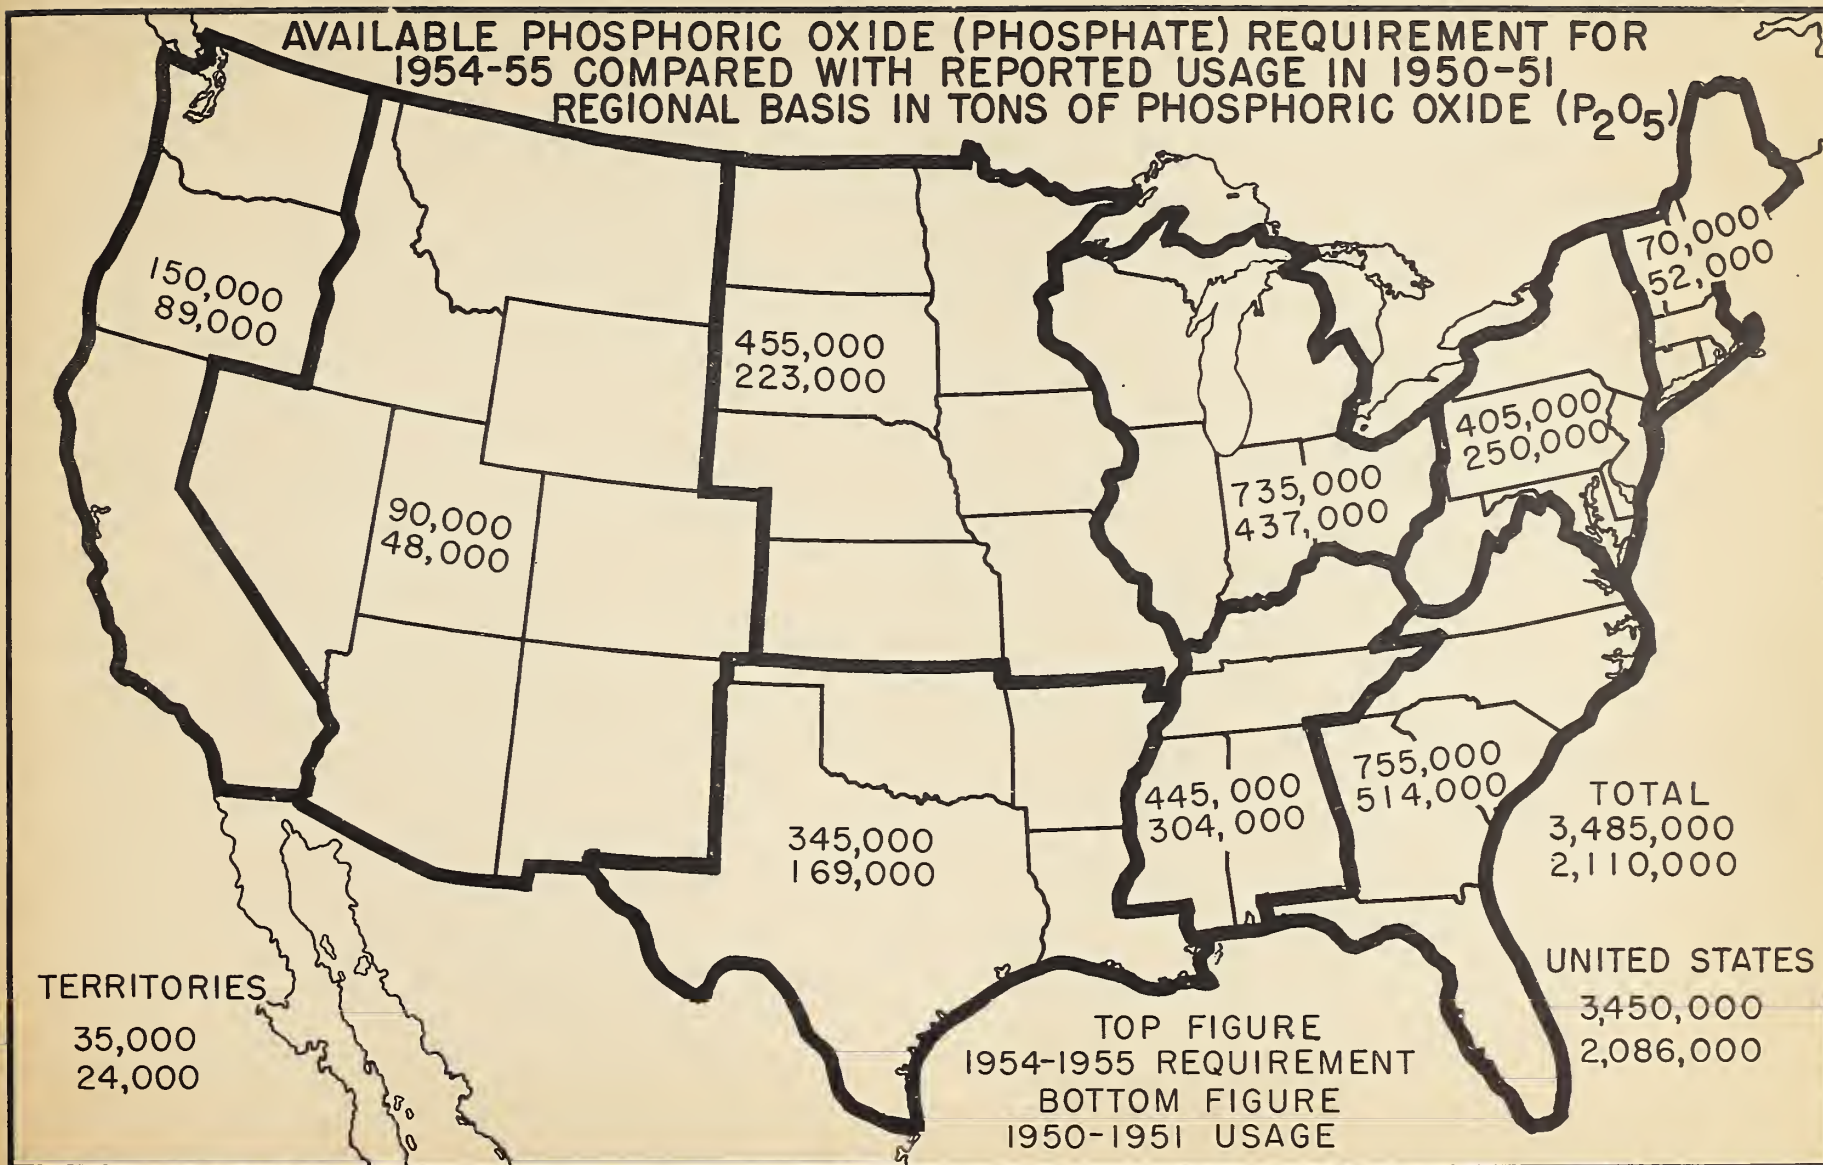 AVAILABLE PHOSPHORIC OXIDE (PHOSPHATE) REQUIREMENT FOR
1954-55 COMPARED WITH REPORTED USAGE IN 1950-51
REGIONAL BASIS IN TONS OF PHOSPHORIC OXIDE (P₂O₅)
70,000
52,000
150,000
89,000
455,000
223,000
405,000
250,000
735,000
437,000
90,000
48,000
755,000
514,000
445,000
304,000
345,000
169,000
TOTAL
3,485,000
2,110,000
UNITED STATES
3,450,000
2,086,000
TERRITORIES
35,000
24,000
TOP FIGURE
1954-1955 REQUIREMENT
BOTTOM FIGURE
1950-1951 USAGE